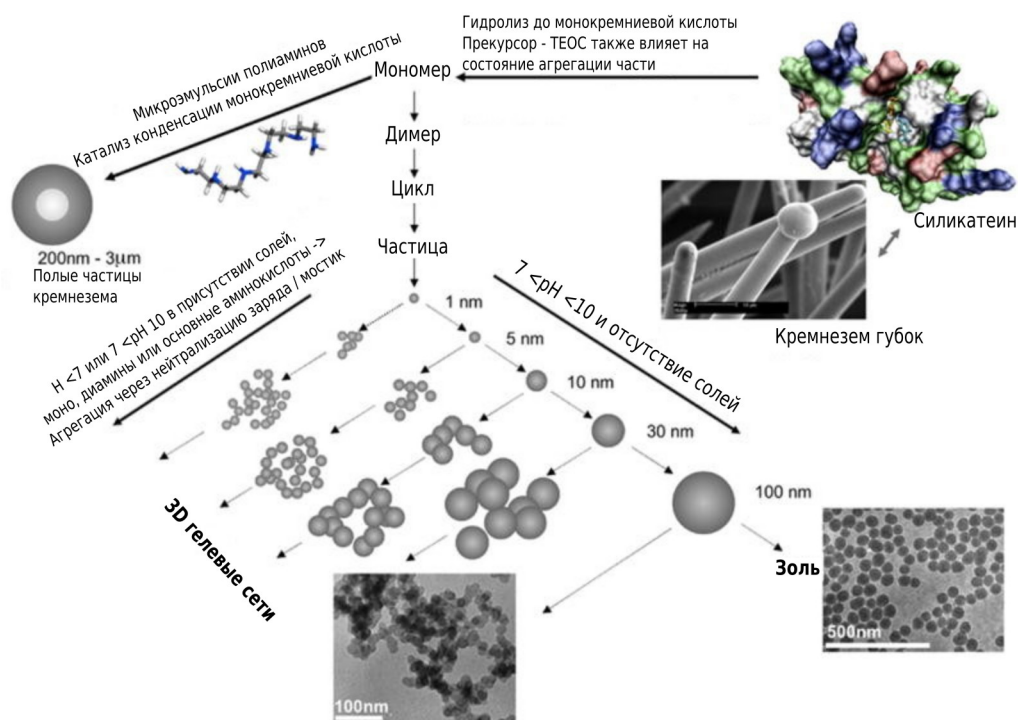 Гидролиз до монокремниевой кислоты
Прекурсор - ТЕОС также влияет на
состояние агрегации части
Микроэмульсии полиаминов
Катализ конденсации монокремниевой кислоты
Мономер
Димер
Цикл
Частица
Силикатеин
Кремнезем губок
200nm - 3µm
Полые частицы
кремнезема
Н <7 или 7 <pH 10 в присутствии солей,
моно, диамины или основные аминокислоты ->
Агрегация через нейтрализацию заряда / мостик
7 <pH <10 и отсутствие солей
1 nm
5 nm
10 nm
30 nm
100 nm
3D гелевые сети
Золь
500nm
100nm